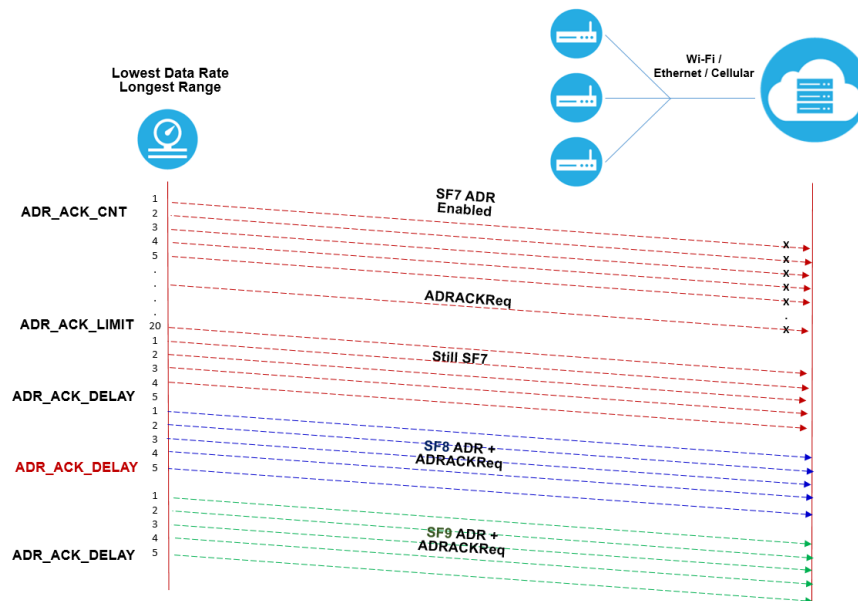 Lowest Data Rate
Longest Range
Wi-Fi /
Ethernet / Cellular
SF7 ADR
Enabled
ADR_ACK_CNT
1
2
3
4
5
.
.
.
.
x
x
x
x
x
.
x
ADRACKReq
ADR_ACK_LIMIT
20
1
2
3
4
5
Still SF7
ADR_ACK_DELAY
1
2
3
4
5
SF8 ADR +
ADRACKReq
ADR_ACK_DELAY
1
2
3
4
5
SF9 ADR +
ADRACKReq
ADR_ACK_DELAY